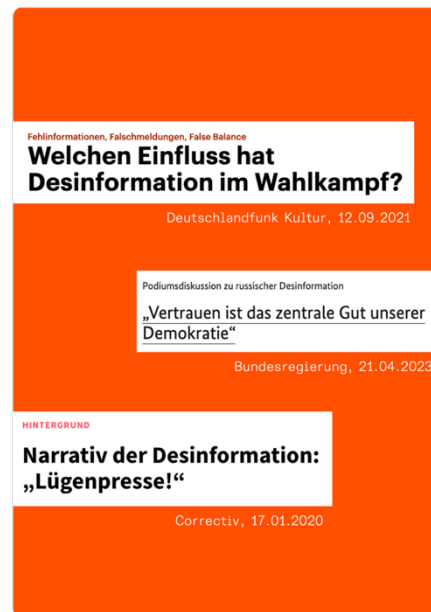 Fehlinformationen, Falschmeldungen, False Balance
Welchen Einfluss hat
Desinformation im Wahlkampf?
Deutschlandfunk Kultur, 12.09.2021
Podiumsdiskussion zu russischer Desinformation
„Vertrauen ist das zentrale Gut unserer
Demokratie“
Bundesregierung, 21.04.2023
HINTERGRUND
Narrativ der Desinformation:
„Lügenpresse!“
Correctiv, 17.01.2020